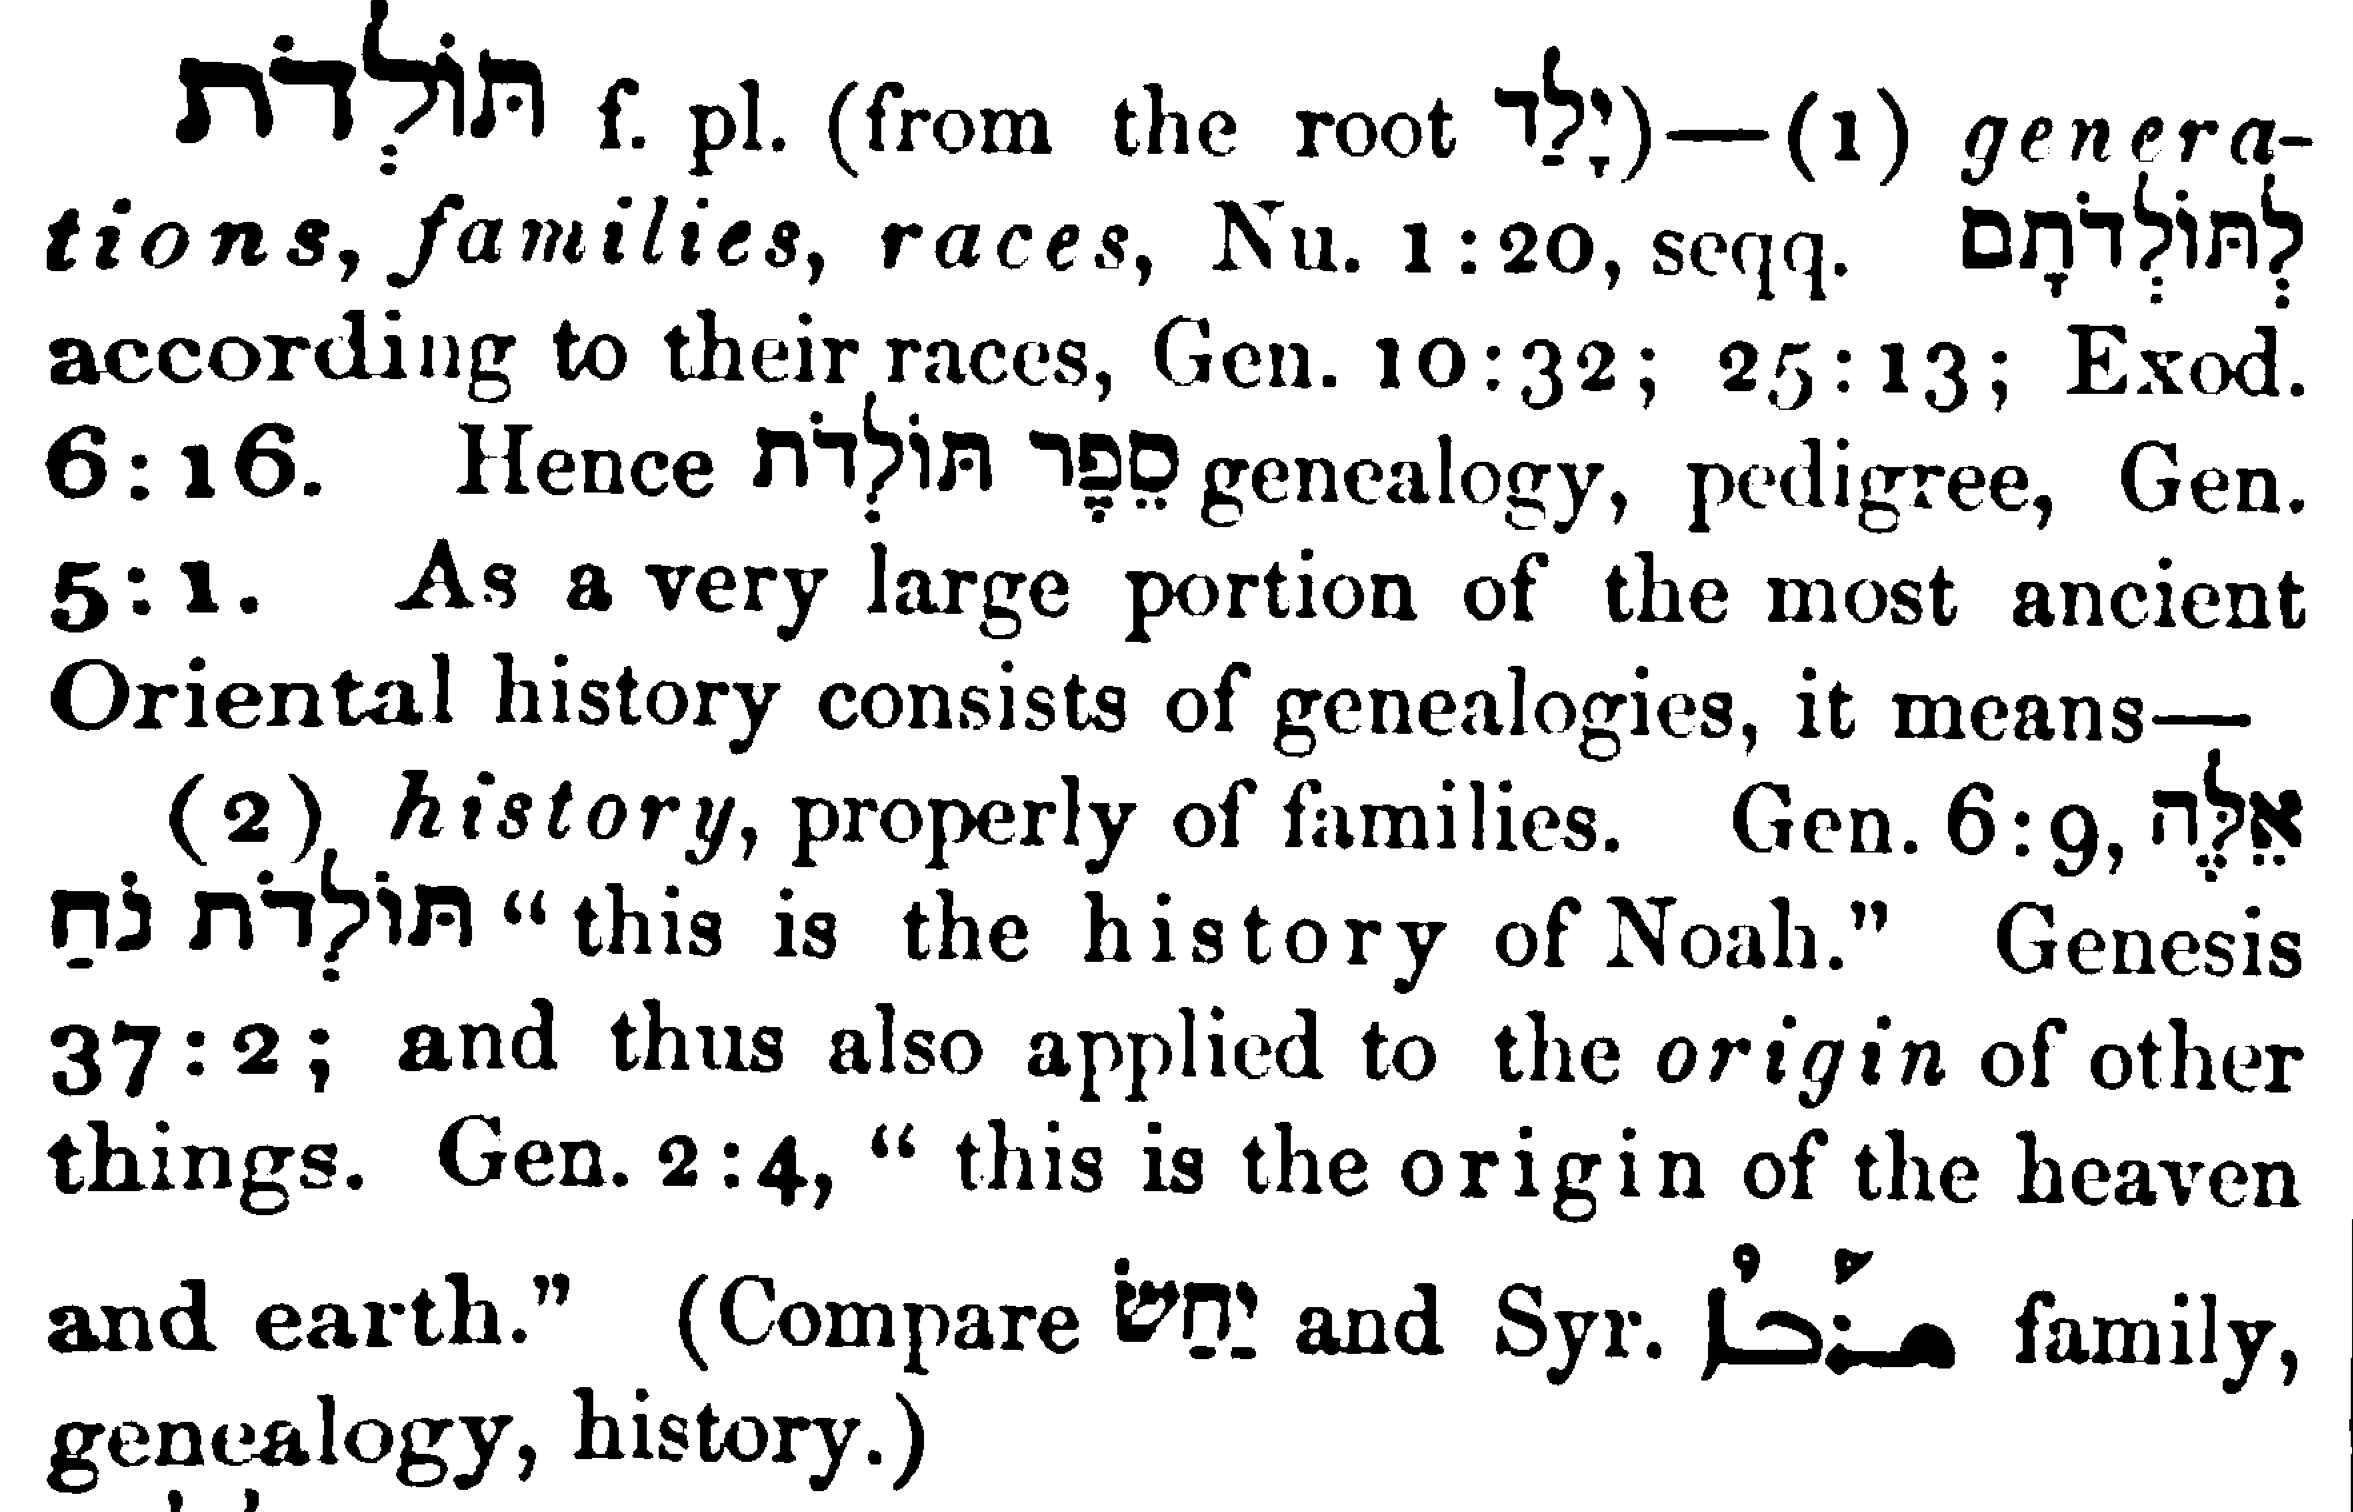 תּוֹלְדֹת f. pl. (from the root יָלַד)—(1) genera-
tions, families, races, Nu. 1:20, seqq. לְתּוֹלְדֹתָם
according to their races, Gen. 10:32; 25:13; Exod.
6:16. Hence סֵפֶר תּוֹלְדֹת genealogy, pedigree, Gen.
5:1. As a very large portion of the most ancient
Oriental history consists of genealogies, it means—
(2) history, properly of families. Gen. 6:9, אֵלֶּה
תּוֹלְדֹת נֹחַ “this is the history of Noah.” Genesis
37:2; and thus also applied to the origin of other
things. Gen. 2:4, “this is the origin of the heaven
and earth.” (Compare יַחַשׂ and Syr. ܫܰܪܒܳܐ family,
genealogy, history.)